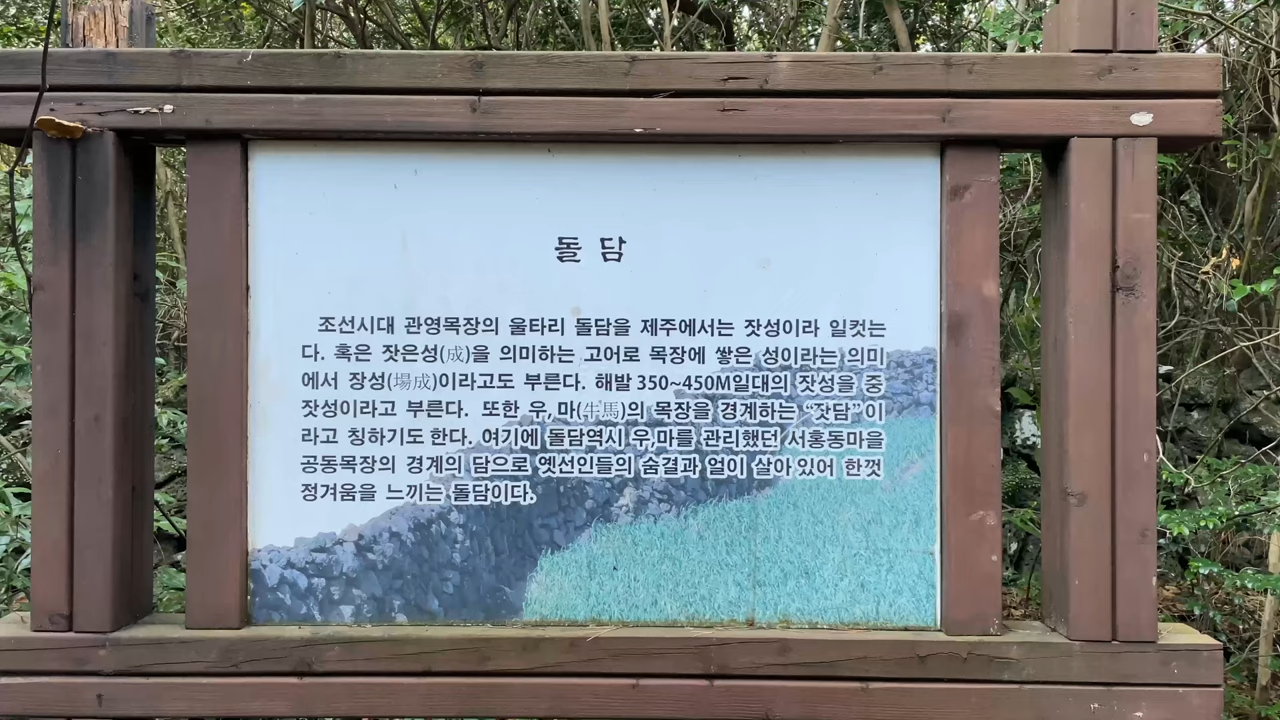 돌 담
조선시대 관영목장의 울타리 돌담을 제주에서는 잣성이라 일컷는
다. 혹은 잣은성(成)을 의미하는 고어로 목장에 쌓은 성이라는 의미
에서 장성(場成)이라고도 부른다. 해발 350~450M일대의 잣성을 중
잣성이라고 부른다. 또한 우, 마(牛馬)의 목장을 경계하는 “잣담”이
라고 칭하기도 한다. 여기에 돌담역시 우,마를 관리했던 서홍동마을
공동목장의 경계의 담으로 옛선인들의 숨결과 얼이 살아 있어 한껏
정겨움을 느끼는 돌담이다.